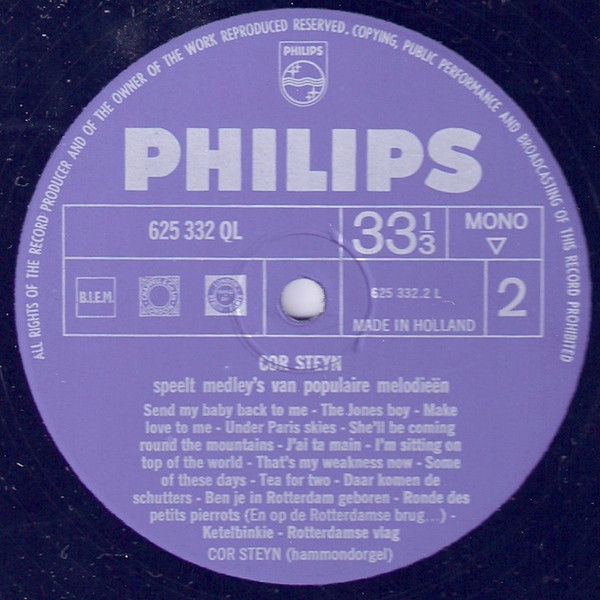 ALL RIGHTS OF THE RECORD PRODUCER AND OF THE OWNER OF THE WORK REPRODUCED RESERVED. COPYING, PUBLIC PERFORMANCE AND BROADCASTING OF THIS RECORD PROHIBITED
PHILIPS
PHILIPS
625 332 QL
33 1/3
MONO
B.I.E.M.
625 332.2 L
2
MADE IN HOLLAND
COR STEYN
speelt medley's van populaire melodieën
Send my baby back to me - The Jones boy - Make
love to me - Under Paris skies - She'll be coming
round the mountains - J'ai ta main - I'm sitting on
top of the world - That's my weakness now - Some
of these days - Tea for two - Daar komen de
schutters - Ben je in Rotterdam geboren - Ronde des
petits pierrots (En op de Rotterdamse brug...) -
Ketelbinkie - Rotterdamse vlag
COR STEYN (hammondorgel)